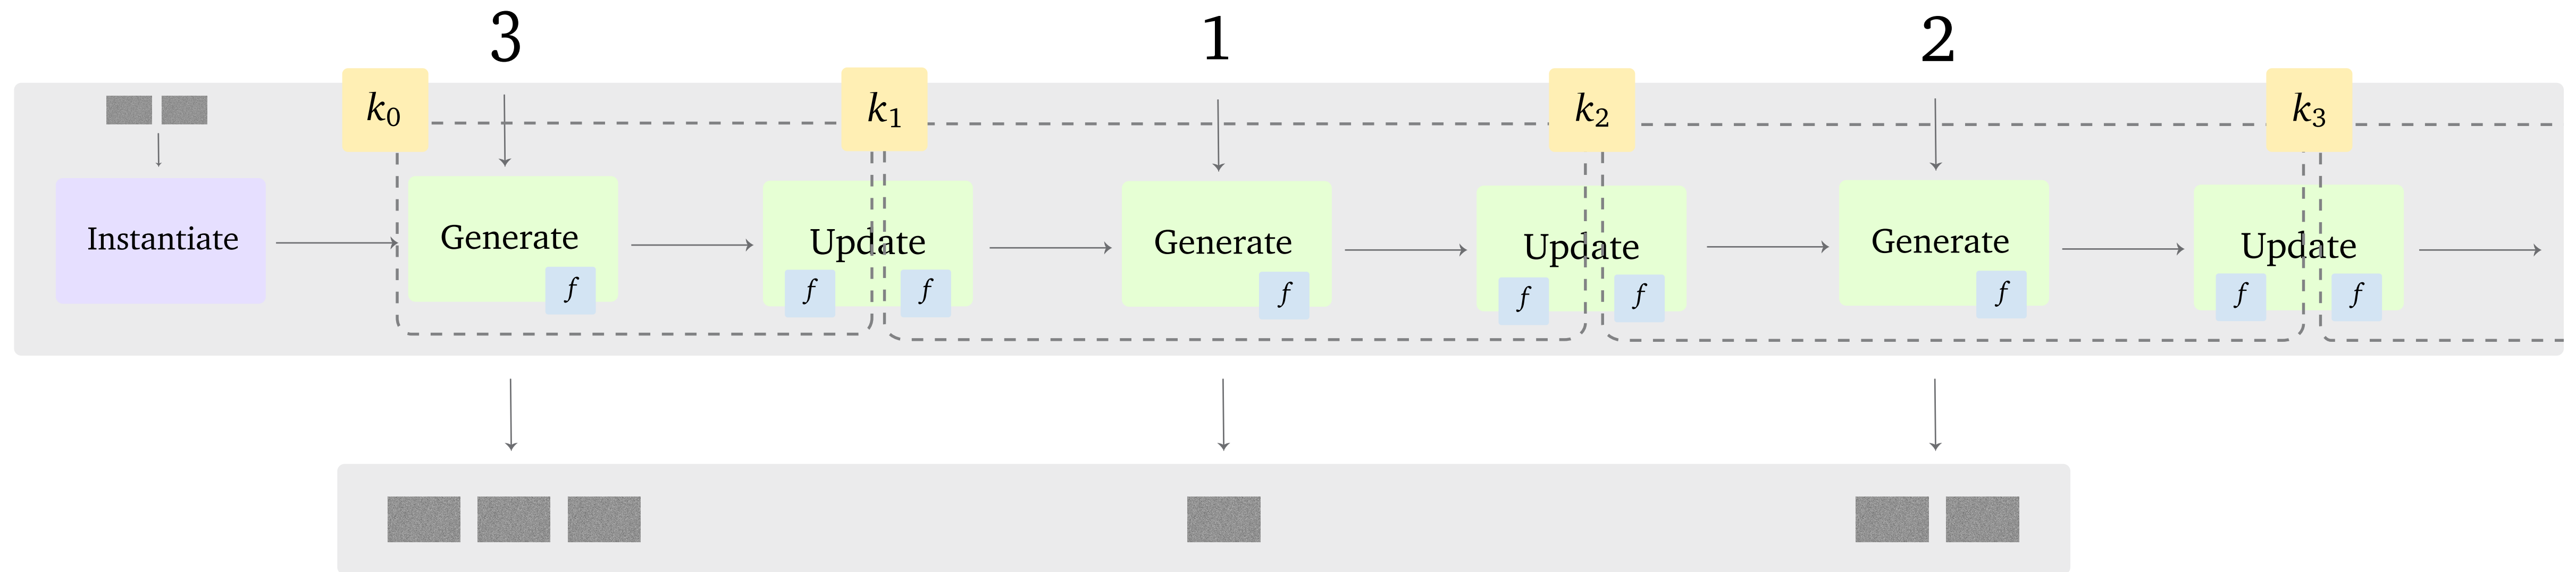 3 1 2
k₀ k₁ k₂ k₃
Instantiate Generate Update Generate Update Generate Update
f f f f f f f f f